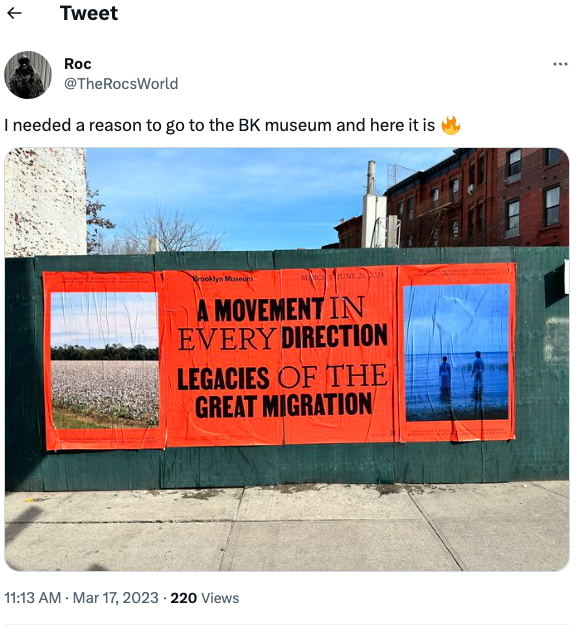 Tweet
Roc
@TheRocsWorld
I needed a reason to go to the BK museum and here it is 🔥
Brooklyn Museum
MARCH 3–JUNE 25, 2023
A MOVEMENT IN
EVERY DIRECTION
LEGACIES OF THE
GREAT MIGRATION
11:13 AM · Mar 17, 2023 · 220 Views